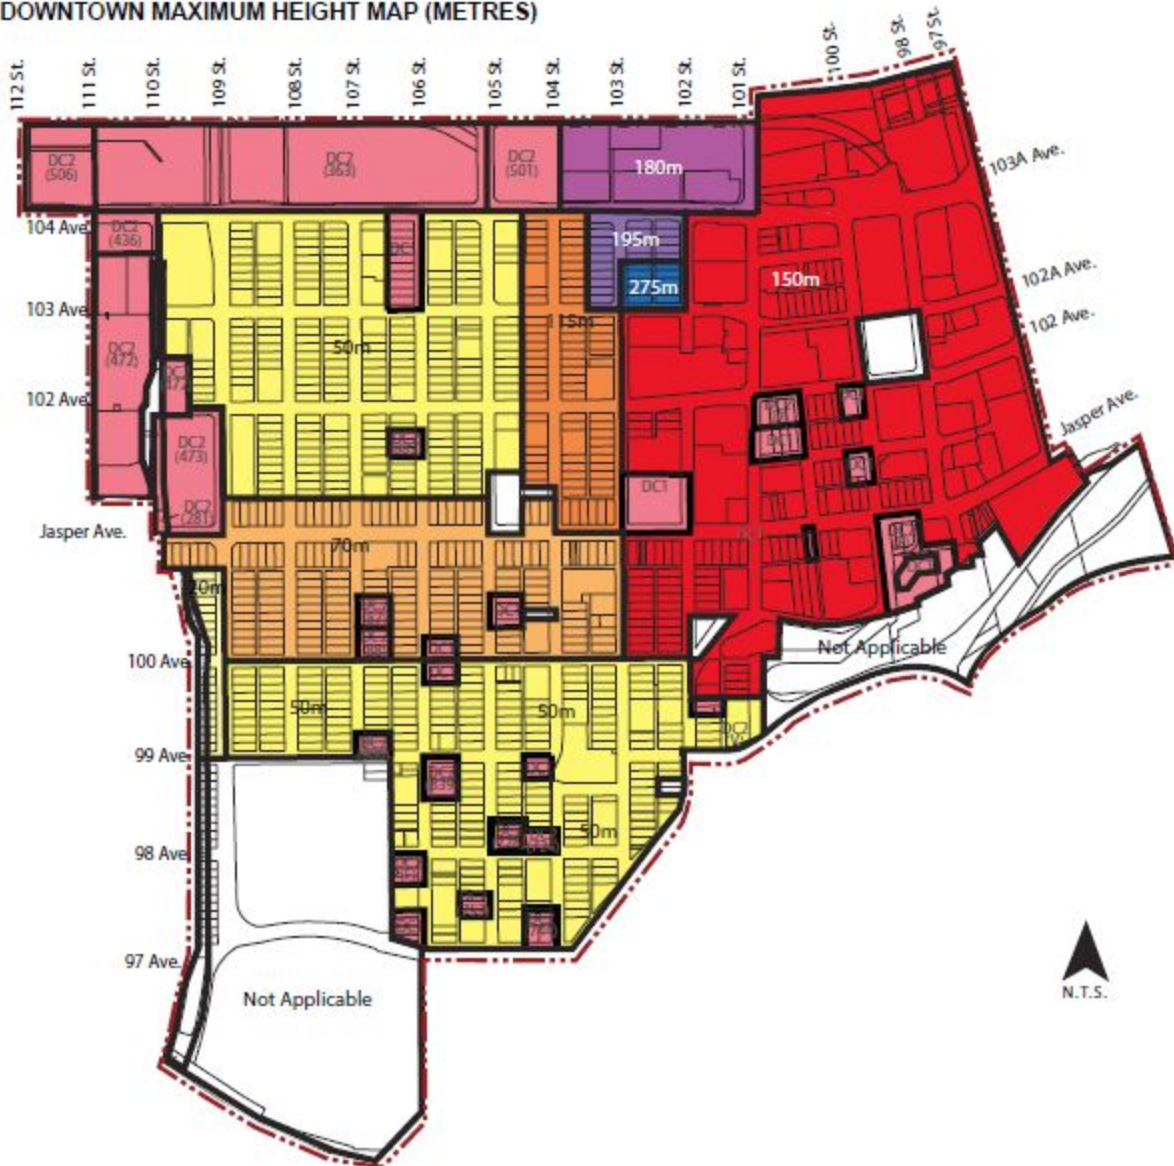 DOWNTOWN MAXIMUM HEIGHT MAP (METRES)
112 St.
111 St.
110 St.
109 St.
108 St.
107 St.
106 St.
105 St.
104 St.
103 St.
102 St.
101 St.
100 St.
98 St.
97 St.
DC2
(506)
DC2
(363)
DC2
(501)
180m
103A Ave.
104 Ave
DC2
(436)
195m
275m
150m
102A Ave.
103 Ave
115m
102 Ave.
50m
DC2
(472)
102 Ave
Jasper Ave.
DC2
(473)
DC1
DC2
(281)
Jasper Ave.
70m
Not Applicable
100 Ave
50m
50m
99 Ave
50m
98 Ave
97 Ave.
Not Applicable
N.T.S.